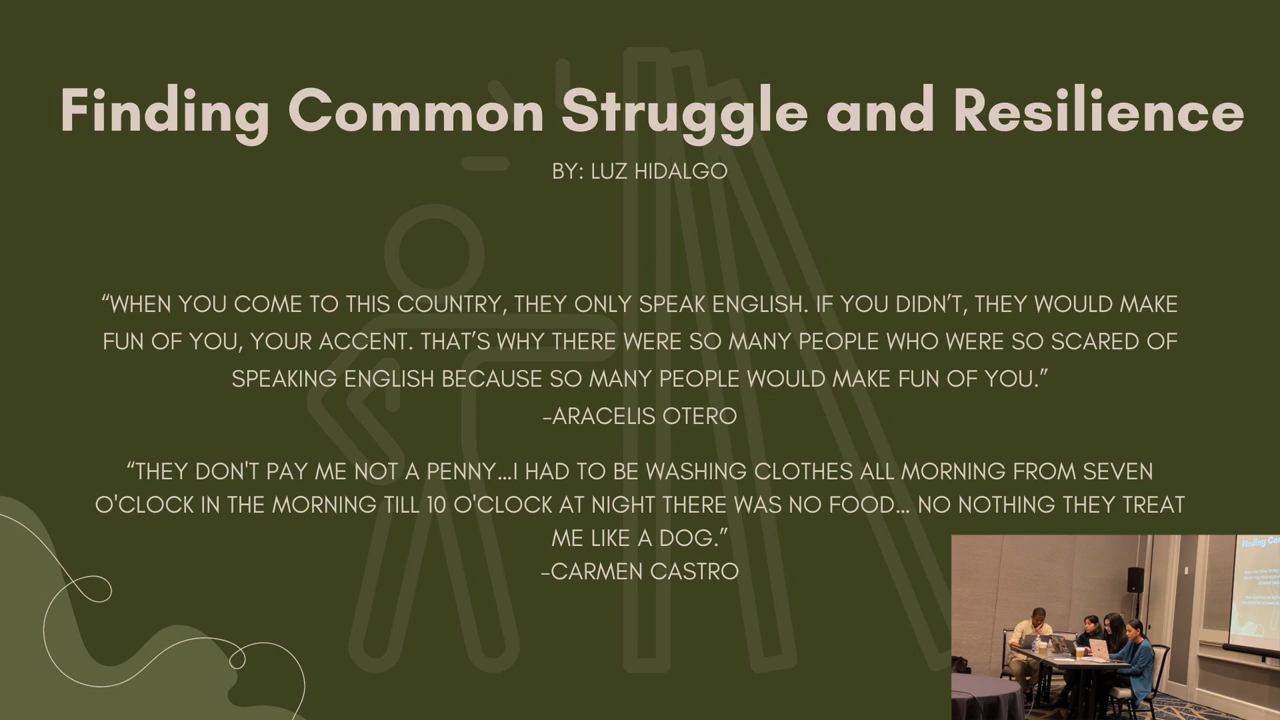 Finding Common Struggle and Resilience
BY: LUZ HIDALGO
“WHEN YOU COME TO THIS COUNTRY, THEY ONLY SPEAK ENGLISH. IF YOU DIDN’T, THEY WOULD MAKE
FUN OF YOU, YOUR ACCENT. THAT’S WHY THERE WERE SO MANY PEOPLE WHO WERE SO SCARED OF
SPEAKING ENGLISH BECAUSE SO MANY PEOPLE WOULD MAKE FUN OF YOU.”
-ARACELIS OTERO
“THEY DON'T PAY ME NOT A PENNY...I HAD TO BE WASHING CLOTHES ALL MORNING FROM SEVEN
O'CLOCK IN THE MORNING TILL 10 O'CLOCK AT NIGHT THERE WAS NO FOOD... NO NOTHING THEY TREAT
ME LIKE A DOG.”
-CARMEN CASTRO
Finding